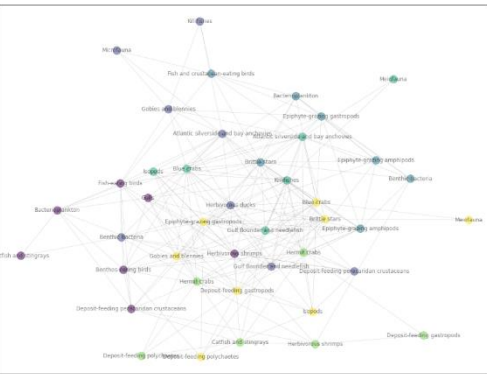 Killifishes
Meiofauna
Fish and crustacean-eating birds
Meiofauna
Bacterioplankton
Gobies and blennies
Epiphyte-grazing gastropods
Atlantic silverside and bay anchovies
Atlantic silverside and bay anchovies
Brittle stars
Epiphyte-grazing amphipods
Isopods
Blue crabs
Benthic bacteria
Fish-eating birds
Killifishes
Gulls
Bacterioplankton
Herbivorous ducks
Blue crabs
Brittle stars
Meiofauna
Epiphyte-grazing gastropods
Epiphyte-grazing amphipods
Gulf flounder and needlefish
Benthic bacteria
Catfish and stingrays
Gobies and blennies
Herbivorous shrimps
Hermit crabs
Benthos-eating birds
Gulf flounder and needlefish
Deposit-feeding peracaridan crustaceans
Hermit crabs
Deposit-feeding gastropods
Deposit-feeding peracaridan crustaceans
Isopods
Deposit-feeding gastropods
Catfish and stingrays
Herbivorous shrimps
Deposit-feeding polychaetes
Deposit-feeding polychaetes